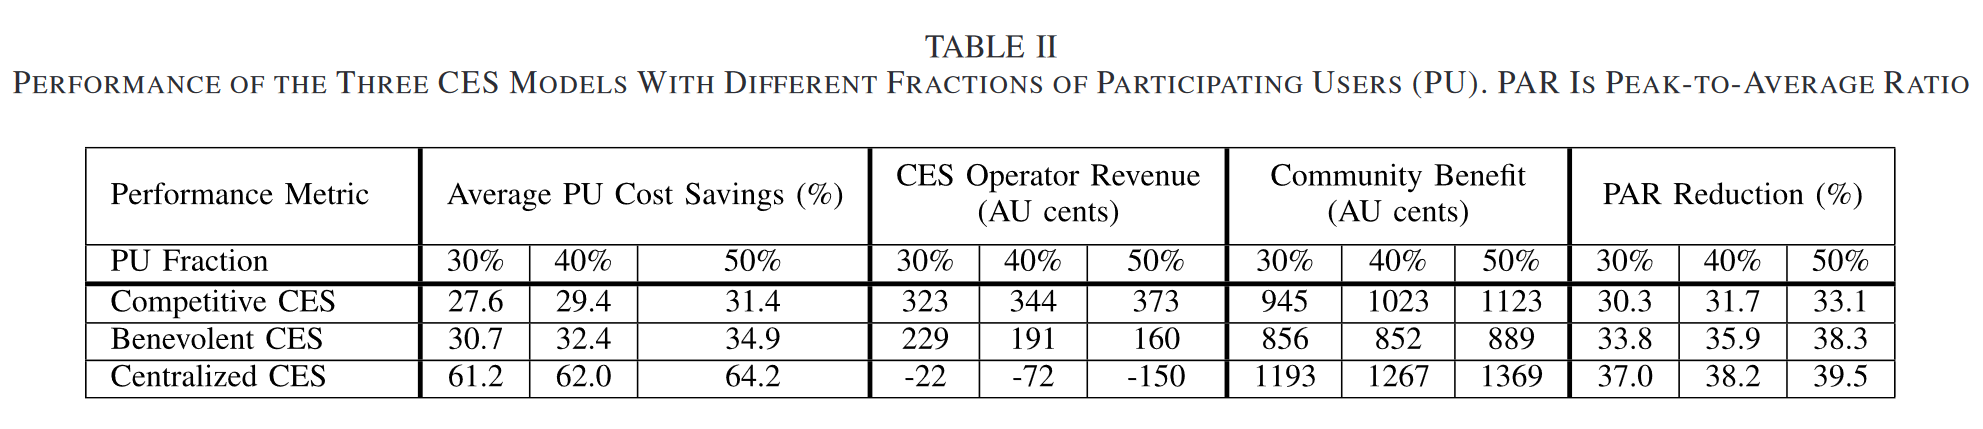 TABLE II
PERFORMANCE OF THE THREE CES MODELS WITH DIFFERENT FRACTIONS OF PARTICIPATING USERS (PU). PAR IS PEAK-TO-AVERAGE RATIO
Performance Metric Average PU Cost Savings (%) CES Operator Revenue (AU cents) Community Benefit (AU cents) PAR Reduction (%)
PU Fraction 30% 40% 50% 30% 40% 50% 30% 40% 50% 30% 40% 50%
Competitive CES 27.6 29.4 31.4 323 344 373 945 1023 1123 30.3 31.7 33.1
Benevolent CES 30.7 32.4 34.9 229 191 160 856 852 889 33.8 35.9 38.3
Centralized CES 61.2 62.0 64.2 -22 -72 -150 1193 1267 1369 37.0 38.2 39.5